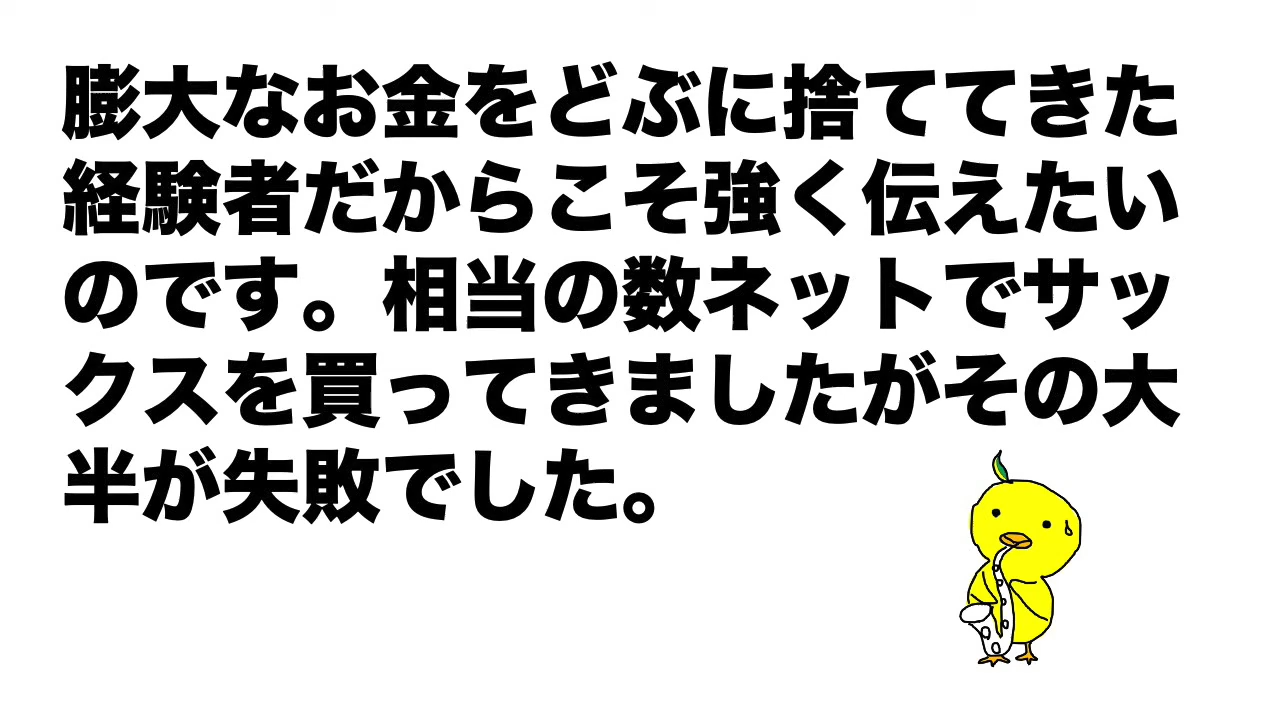 膨大なお金をどぶに捨ててきた
経験者だからこそ強く伝えたい
のです。相当の数ネットでサッ
クスを買ってきましたがその大
半が失敗でした。